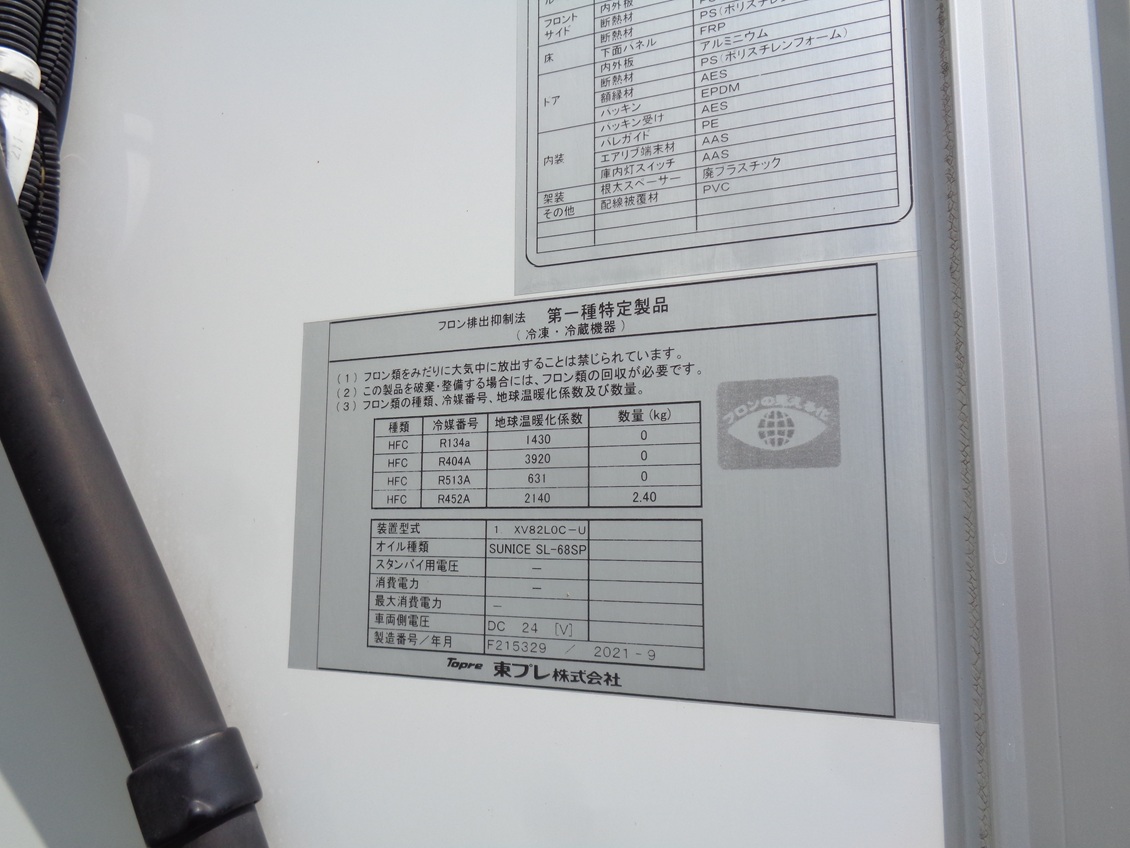 内外板
フロント サイド 断熱材 PS(ポリスチレン
断熱材 FRP
床 下面パネル アルミニウム
内外板 PS(ポリスチレンフォーム)
ドア 断熱材 AES
額縁材 EPDM
パッキン AES
パッキン受け PE
内装 バレガイド AAS
エアリブ端末材 AAS
庫内灯スイッチ 廃プラスチック
架装 根太スペーサー PVC
その他 配線被覆材
フロン排出抑制法 第一種特定製品
(冷凍・冷蔵機器)
(1) フロン類をみだりに大気中に放出することは禁じられています。
(2) この製品を破棄・整備する場合には、フロン類の回収が必要です。
(3) フロン類の種類、冷媒番号、地球温暖化係数及び数量。
フロンの見える化
種類 冷媒番号 地球温暖化係数 数量(kg)
HFC R134a 1430 0
HFC R404A 3920 0
HFC R513A 631 0
HFC R452A 2140 2.40
装置型式 1 XV82LOC-U
オイル種類 SUNICE SL-68SP
スタンバイ用電圧 —
消費電力 —
最大消費電力 —
車両側電圧 DC 24 [V]
製造番号/年月 F215329 / 2021-9
Topre 東プレ株式会社